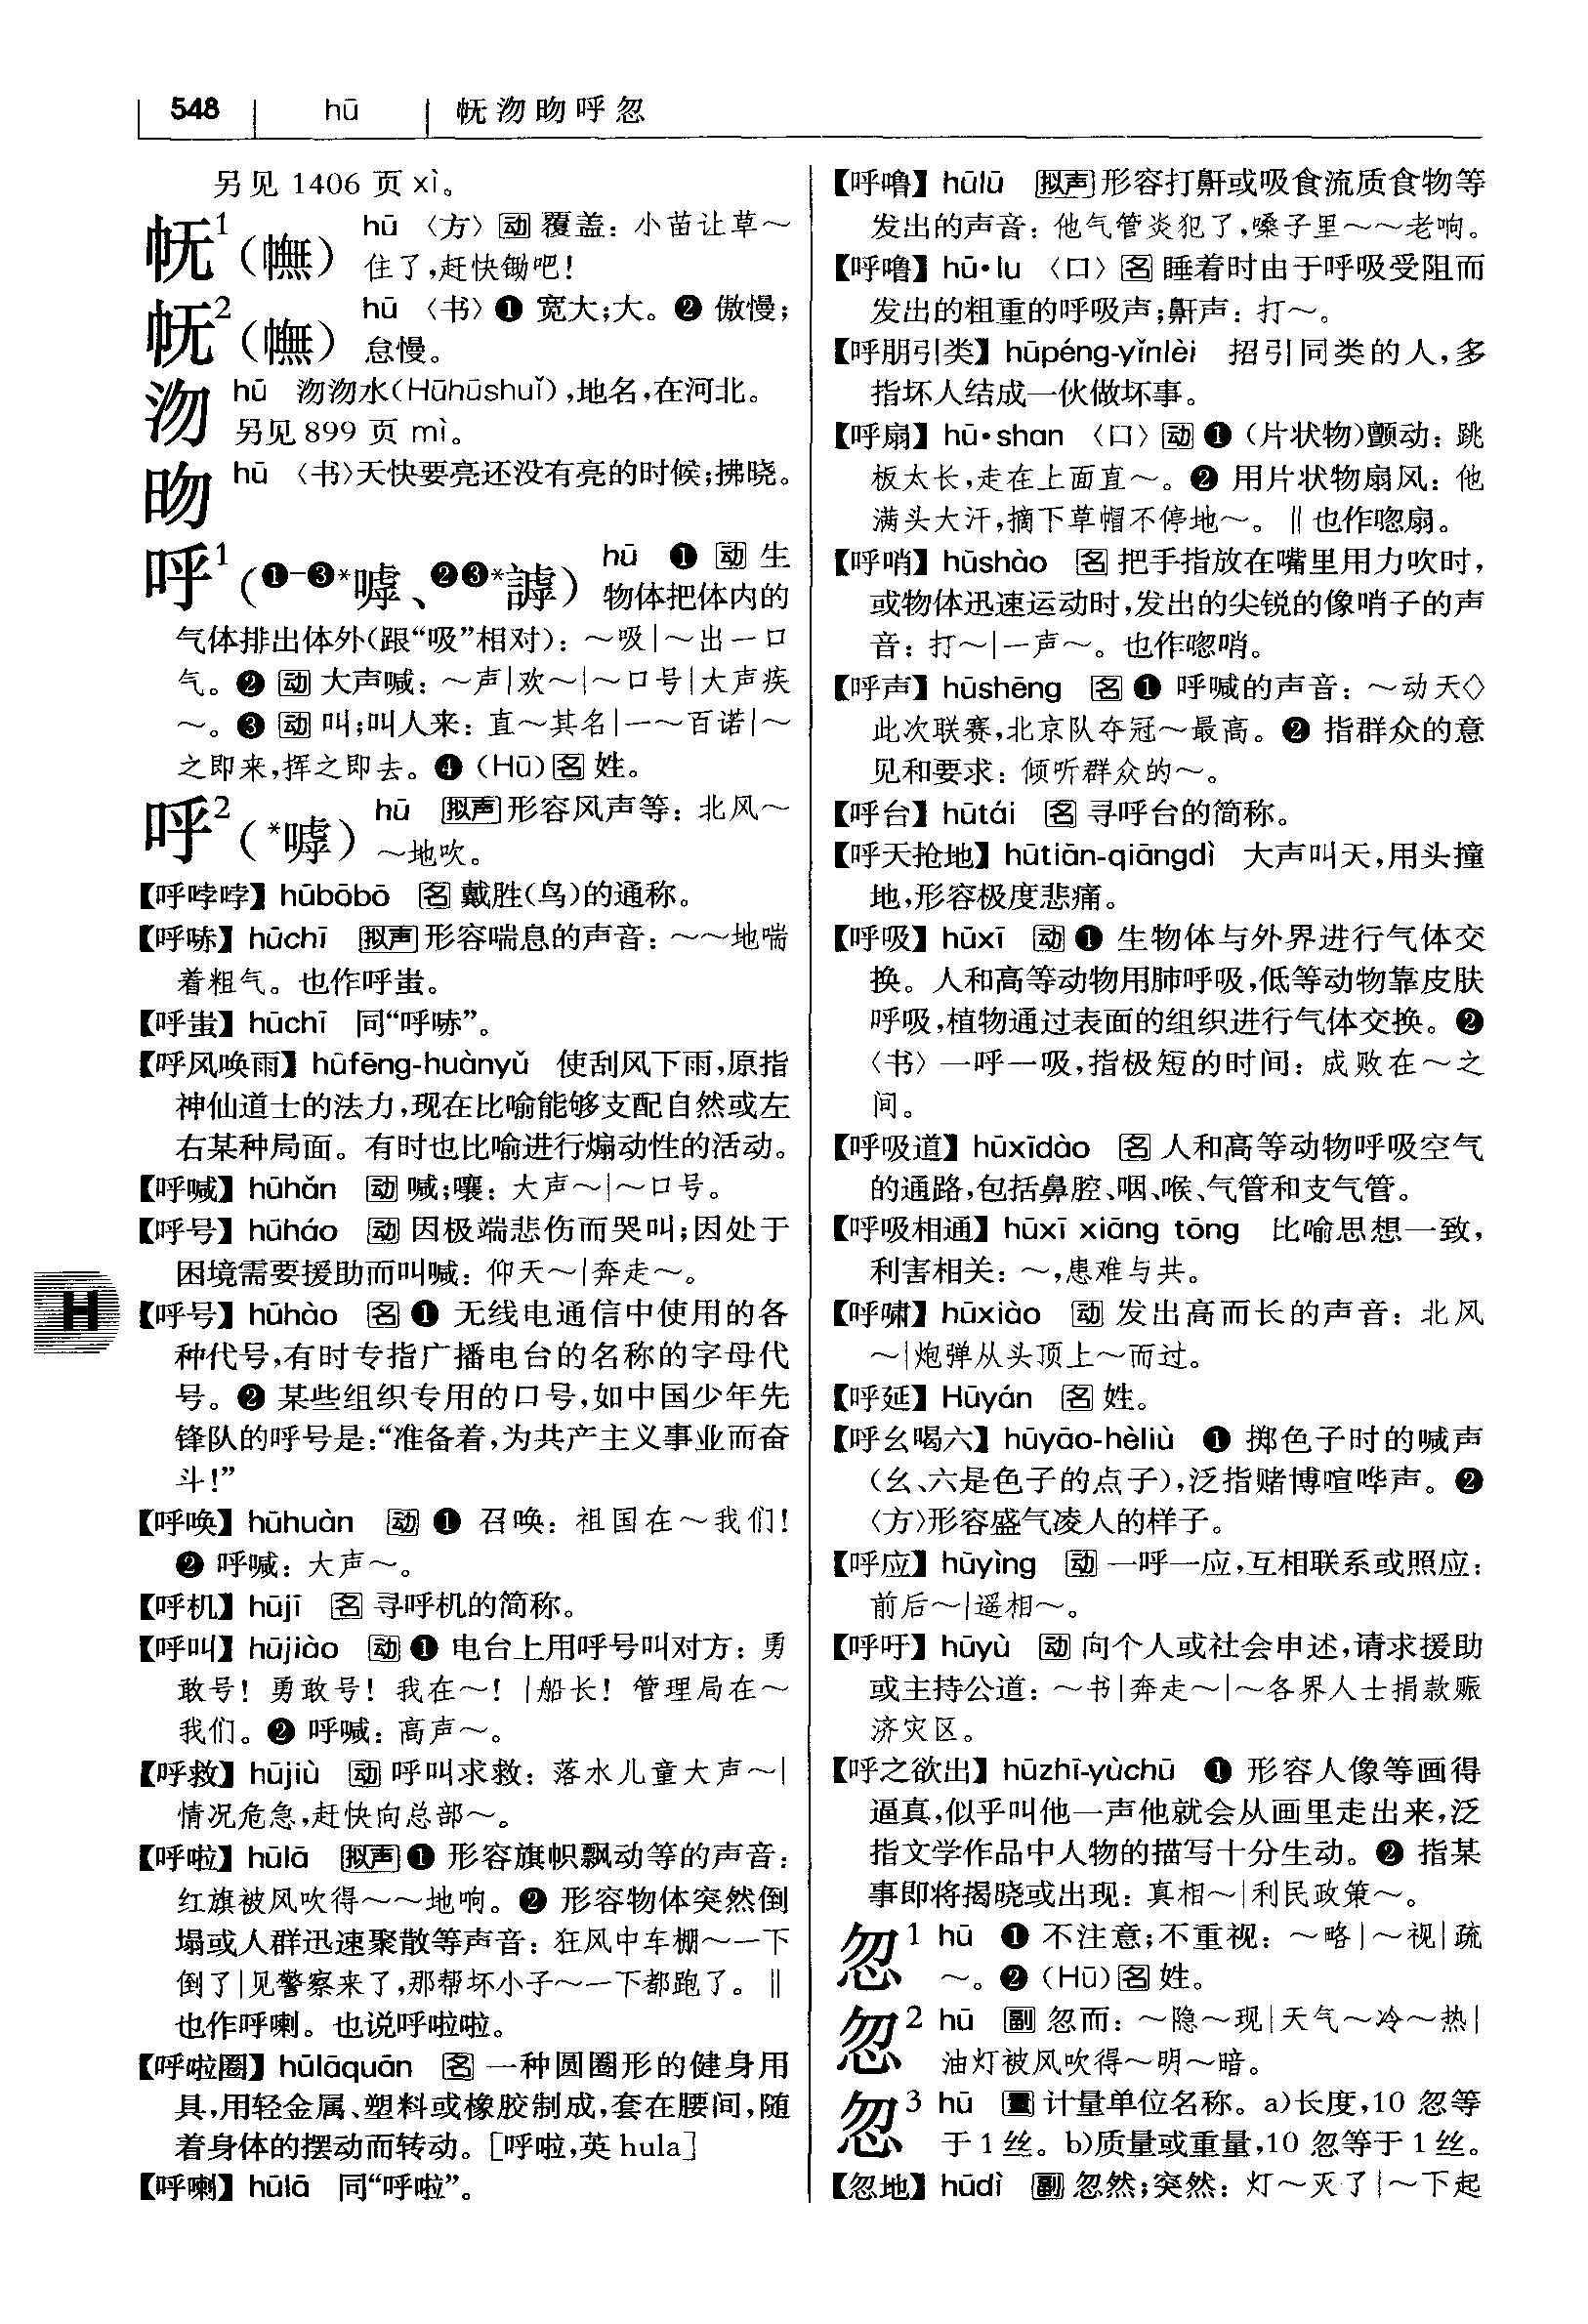 548 hū 㤇沕昒呼忽
另见 1406 页 xì。
hū 〈方〉动 覆盖：小苗让草～
𢗋¹（幠） 住了，赶快锄吧！
hū 〈书〉❶ 宽大；大。❷ 傲慢；
²（幠） 怠慢。
沕 hū 沕沕水（Hūhūshuǐ），地名，在河北。
另见 899 页 mì。
昒 hū 〈书〉天快要亮还没有亮的时候；拂晓。
呼¹（❶-❸*嘑、❷❸*謼） hū ❶ 动 生
物体把体内的
气体排出体外（跟“吸”相对）：～吸|～出一口
气。❷ 动 大声喊：～声|欢～|～口号|大声疾
～。❸ 动 叫；叫人来：直～其名|一～百诺|～
之即来，挥之即去。❹（Hū）名 姓。
呼²（*嘑） hū 拟声 形容风声等：北风～
～地吹。
【呼饽饽】hūbōbō 名 戴胜（鸟）的通称。
【呼哧】hūchī 拟声 形容喘息的声音：～～地喘
着粗气。也作呼蚩。
【呼蚩】hūchī 同“呼哧”。
【呼风唤雨】hūfēng-huànyǔ 使刮风下雨，原指
神仙道士的法力，现在比喻能够支配自然或左
右某种局面。有时也比喻进行煽动性的活动。
【呼喊】hūhǎn 动 喊；嚷：大声～|～口号。
【呼号】hūháo 动 因极端悲伤而哭叫；因处于
困境需要援助而叫喊：仰天～|奔走～。
【呼号】hūhào 名 ❶ 无线电通信中使用的各
种代号，有时专指广播电台的名称的字母代
号。❷ 某些组织专用的口号，如中国少年先
锋队的呼号是：“准备着，为共产主义事业而奋
斗！”
【呼唤】hūhuàn 动 ❶ 召唤：祖国在～我们！
❷ 呼喊：大声～。
【呼机】hūjī 名 寻呼机的简称。
【呼叫】hūjiào 动 ❶ 电台上用呼号叫对方：勇
敢号！勇敢号！我在～！|船长！管理局在～
我们。❷ 呼喊：高声～。
【呼救】hūjiù 动 呼叫求救：落水儿童大声～|
情况危急，赶快向总部～。
【呼啦】hūlā 拟声 ❶ 形容旗帜飘动等的声音：
红旗被风吹得～～地响。❷ 形容物体突然倒
塌或人群迅速聚散等声音：狂风中车棚～一下
倒了|见警察来了，那帮坏小子～一下都跑了。‖
也作呼喇。也说呼啦啦。
【呼啦圈】hūlāquān 名 一种圆圈形的健身用
具，用轻金属、塑料或橡胶制成，套在腰间，随
着身体的摆动而转动。［呼啦，英 hula］
【呼喇】hūlā 同“呼啦”。
H
【呼噜】hūlū 拟声 形容打鼾或吸食流质食物等
发出的声音：他气管炎犯了，嗓子里～～老响。
【呼噜】hū·lu 〈口〉名 睡着时由于呼吸受阻而
发出的粗重的呼吸声；鼾声：打～。
【呼朋引类】hūpéng-yǐnlèi 招引同类的人，多
指坏人结成一伙做坏事。
【呼扇】hū·shan 〈口〉动 ❶（片状物）颤动：跳
板太长，走在上面直～。❷ 用片状物扇风：他
满头大汗，摘下草帽不停地～。‖也作唿扇。
【呼哨】hūshào 名 把手指放在嘴里用力吹时，
或物体迅速运动时，发出的尖锐的像哨子的声
音：打～|一声～。也作唿哨。
【呼声】hūshēng 名 ❶ 呼喊的声音：～动天◇
此次联赛，北京队夺冠～最高。❷ 指群众的意
见和要求：倾听群众的～。
【呼台】hūtái 名 寻呼台的简称。
【呼天抢地】hūtiān-qiāngdì 大声叫天，用头撞
地，形容极度悲痛。
【呼吸】hūxī 动 ❶ 生物体与外界进行气体交
换。人和高等动物用肺呼吸，低等动物靠皮肤
呼吸，植物通过表面的组织进行气体交换。❷
〈书〉一呼一吸，指极短的时间：成败在～之
间。
【呼吸道】hūxīdào 名 人和高等动物呼吸空气
的通路，包括鼻腔、咽、喉、气管和支气管。
【呼吸相通】hūxī xiāng tōng 比喻思想一致，
利害相关：～，患难与共。
【呼啸】hūxiào 动 发出高而长的声音：北风
～|炮弹从头顶上～而过。
【呼延】Hūyán 名 姓。
【呼幺喝六】hūyāo-hèliù ❶ 掷色子时的喊声
（幺、六是色子的点子），泛指赌博喧哗声。❷
〈方〉形容盛气凌人的样子。
【呼应】hūyìng 动 一呼一应，互相联系或照应：
前后～|遥相～。
【呼吁】hūyù 动 向个人或社会申述，请求援助
或主持公道：～书|奔走～|～各界人士捐款赈
济灾区。
【呼之欲出】hūzhī-yùchū ❶ 形容人像等画得
逼真，似乎叫他一声他就会从画里走出来，泛
指文学作品中人物的描写十分生动。❷ 指某
事即将揭晓或出现：真相～|利民政策～。
忽¹ hū ❶ 不注意；不重视：～略|～视|疏
～。❷（Hū）名 姓。
忽² hū 副 忽而：～隐～现|天气～冷～热|
油灯被风吹得～明～暗。
忽³ hū 量 计量单位名称。a）长度，10 忽等
于 1 丝。b）质量或重量，10 忽等于 1 丝。
【忽地】hūdì 副 忽然；突然：灯～灭了|～下起